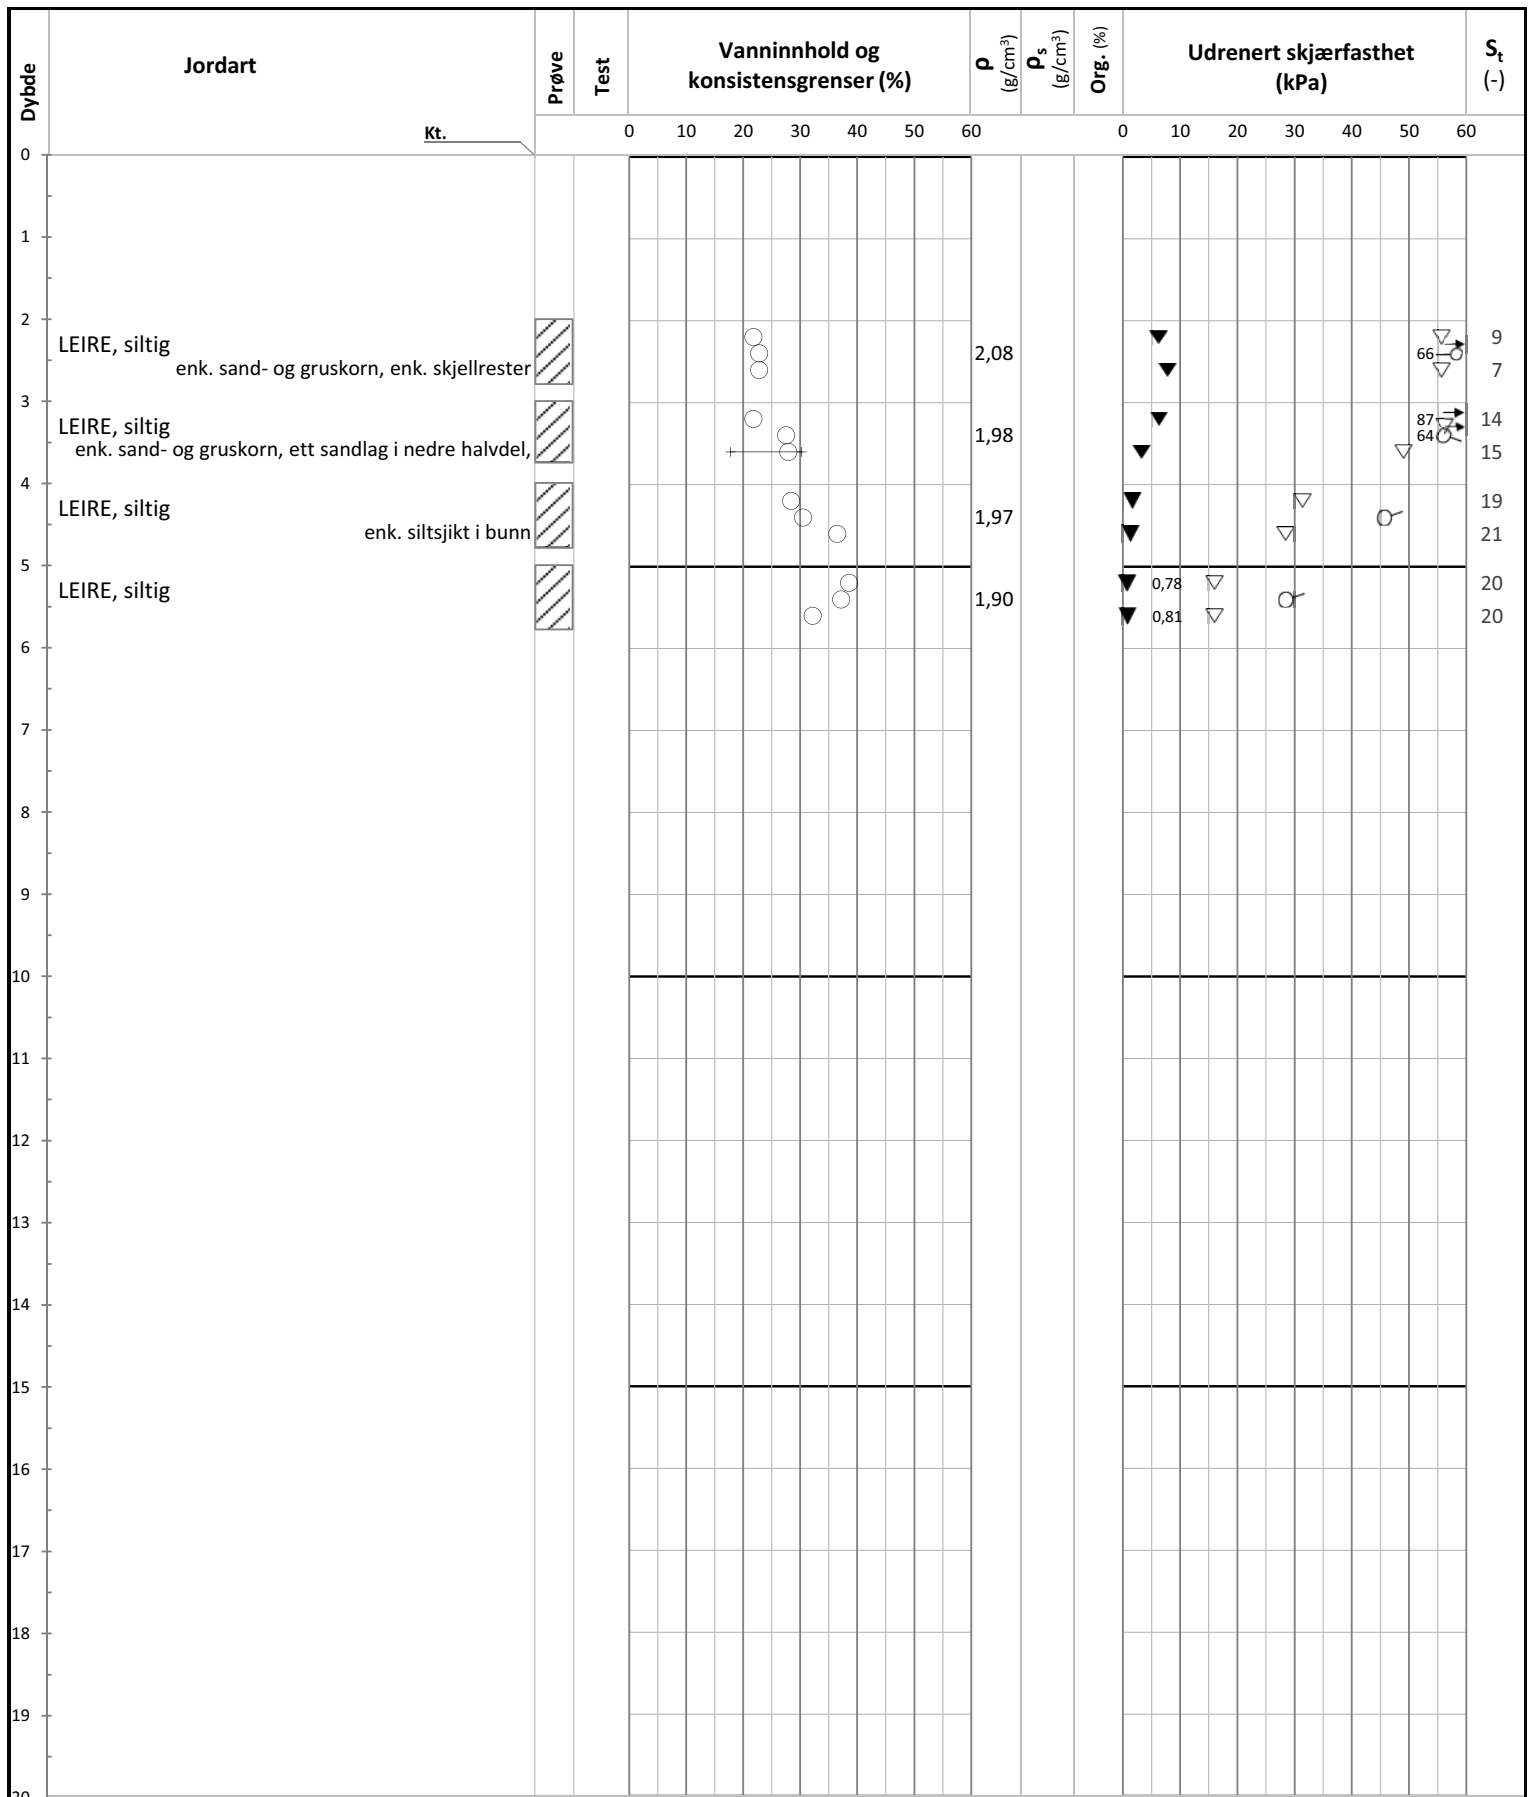 Dybde
Jordart
Kt.
Prøve
Test
Vanninnhold og
konsistensgrenser (%)
ρ
(g/cm³)
ρs
(g/cm³)
Org. (%)
Udrenert skjærfasthet
(kPa)
St
(-)
0 10 20 30 40 50 60
0 10 20 30 40 50 60
0
1
2
LEIRE, siltig
9
2,08
66
enk. sand- og gruskorn, enk. skjellrester
7
3
LEIRE, siltig
87
14
1,98
64
enk. sand- og gruskorn, ett sandlag i nedre halvdel,
15
4
LEIRE, siltig
19
1,97
enk. siltsjikt i bunn
21
5
LEIRE, siltig
0,78
20
1,90
0,81
20
6
7
8
9
10
11
12
13
14
15
16
17
18
19
20